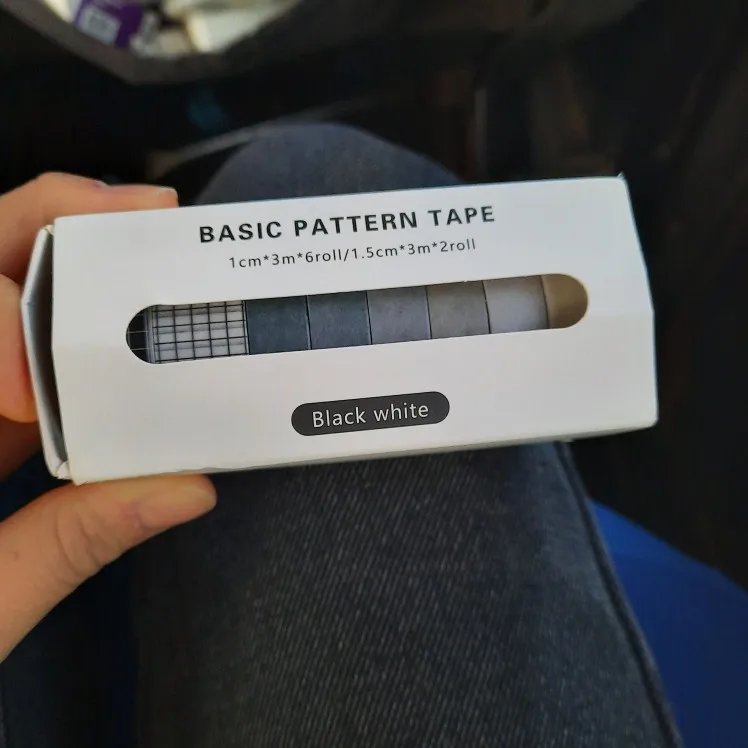 BASIC PATTERN TAPE
1cm*3m*6roll/1.5cm*3m*2roll
Black white